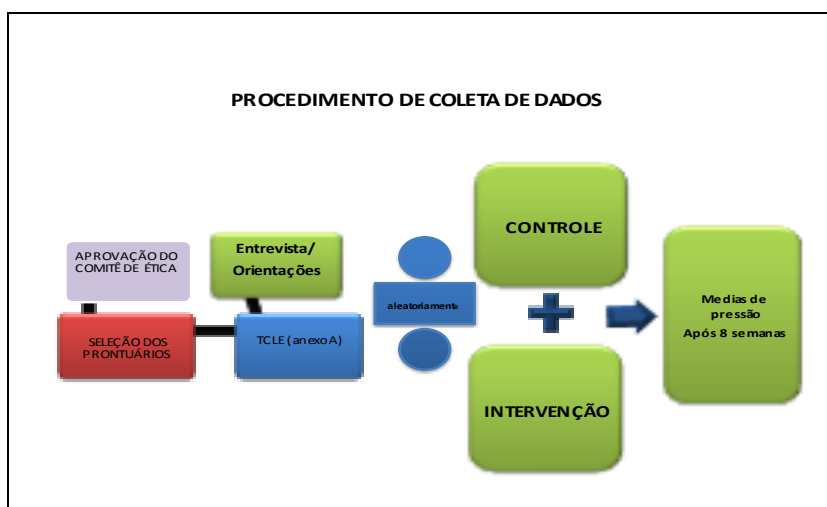 PROCEDIMENTO DE COLETA DE DADOS
APROVAÇÃO DO
COMITÊ DE ÉTICA
Entrevista/
Orientações
SELEÇÃO DOS
PRONTUÁRIOS
TCLE (anexo A)
aleatoriamente
CONTROLE
INTERVENÇÃO
Medias de
pressão
Após 8 semanas